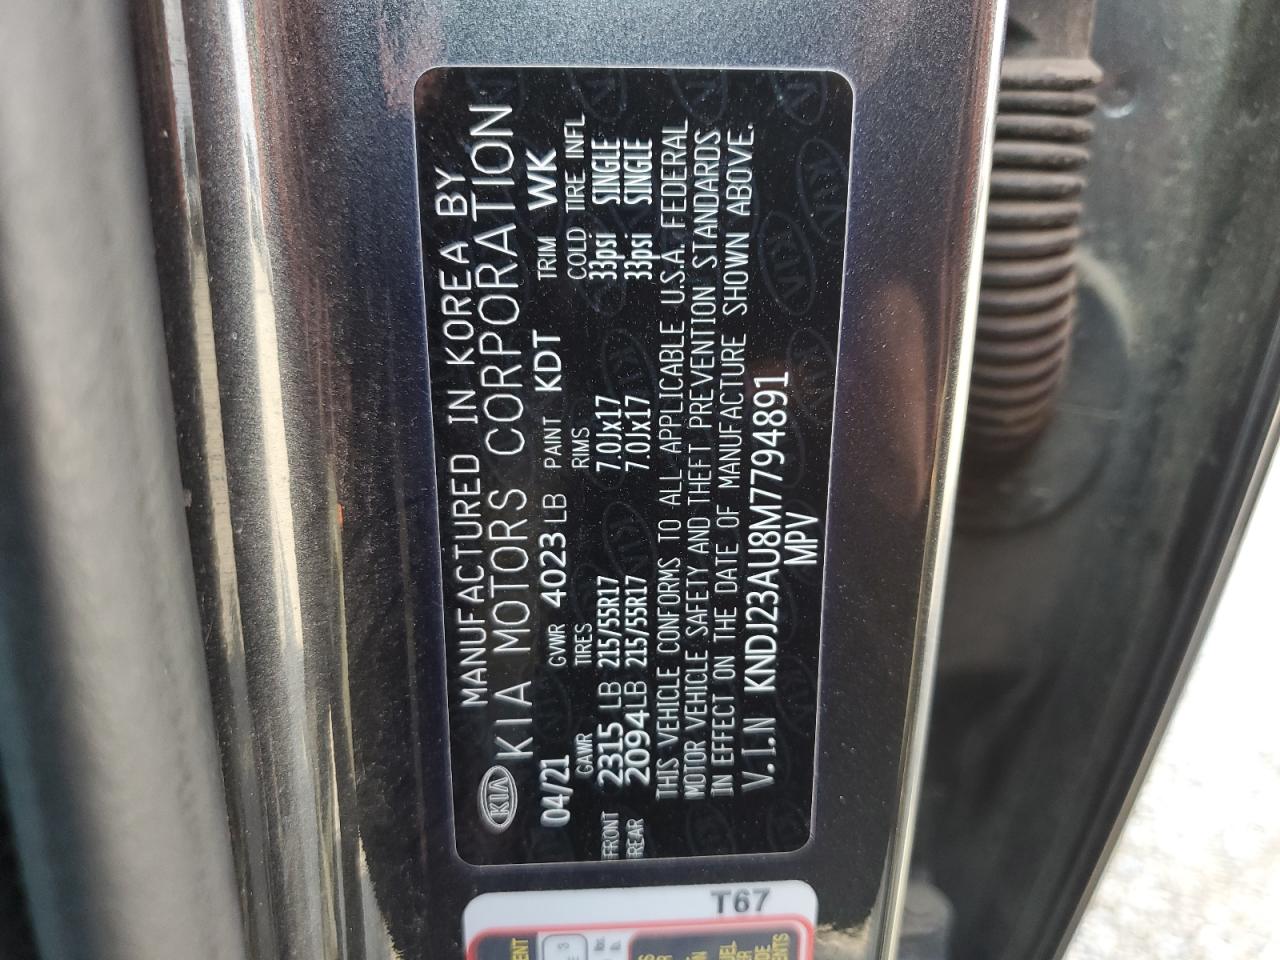 KIA
MANUFACTURED IN KOREA BY
KIA MOTORS CORPORATION
04/21 GVWR 4023 LB PAINT KDT TRIM WK
GAWR TIRES RIMS COLD TIRE INFL
FRONT 2315 LB 215/55R17 7.0Jx17 33psi SINGLE
REAR 2094LB 215/55R17 7.0Jx17 33psi SINGLE
THIS VEHICLE CONFORMS TO ALL APPLICABLE U.S.A. FEDERAL
MOTOR VEHICLE SAFETY AND THEFT PREVENTION STANDARDS
IN EFFECT ON THE DATE OF MANUFACTURE SHOWN ABOVE.
V.I.N KNDJ23AU8M7794891
MPV
T67